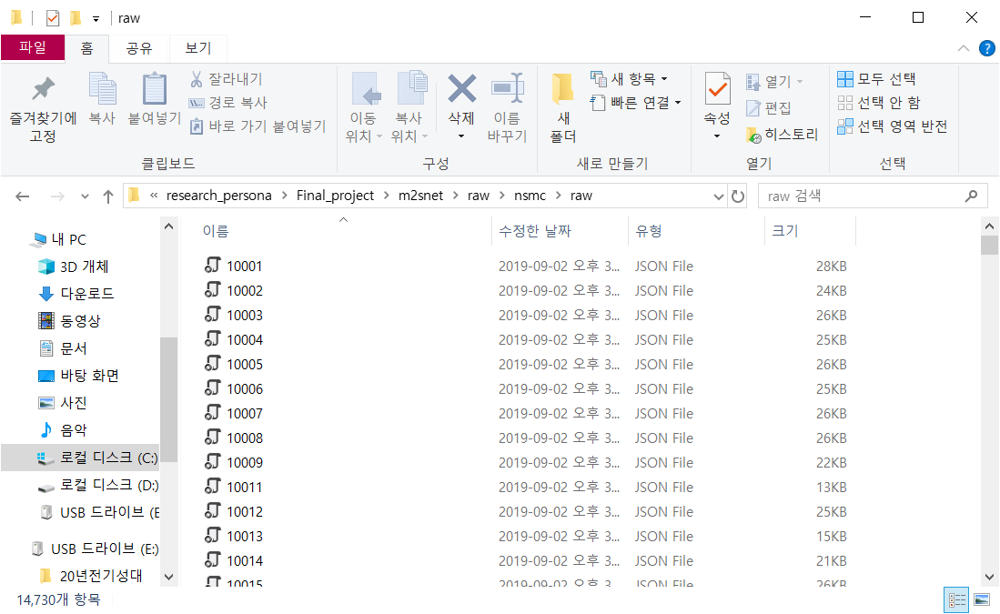 raw
파일 홈 공유 보기
즐겨찾기에 고정
복사
붙여넣기
잘라내기
경로 복사
바로 가기 붙여넣기
클립보드
이동 위치
복사 위치
삭제
이름 바꾸기
구성
새 폴더
새 항목
빠른 연결
새로 만들기
속성
열기
편집
히스토리
열기
모두 선택
선택 안 함
선택 영역 반전
선택
« research_persona > Final_project > m2snet > raw > nsmc > raw
raw 검색
내 PC
3D 개체
다운로드
동영상
문서
바탕 화면
사진
음악
로컬 디스크 (C:)
로컬 디스크 (D:)
USB 드라이브 (E
USB 드라이브 (E:)
20년전기성대
이름 수정한 날짜 유형 크기
10001 2019-09-02 오후 3... JSON File 28KB
10002 2019-09-02 오후 3... JSON File 24KB
10003 2019-09-02 오후 3... JSON File 26KB
10004 2019-09-02 오후 3... JSON File 25KB
10005 2019-09-02 오후 3... JSON File 26KB
10006 2019-09-02 오후 3... JSON File 25KB
10007 2019-09-02 오후 3... JSON File 26KB
10008 2019-09-02 오후 3... JSON File 26KB
10009 2019-09-02 오후 3... JSON File 22KB
10011 2019-09-02 오후 3... JSON File 13KB
10012 2019-09-02 오후 3... JSON File 25KB
10013 2019-09-02 오후 3... JSON File 15KB
10014 2019-09-02 오후 3... JSON File 21KB
10015 2019-09-02 오후 3... JSON File 26KB
14,730개 항목